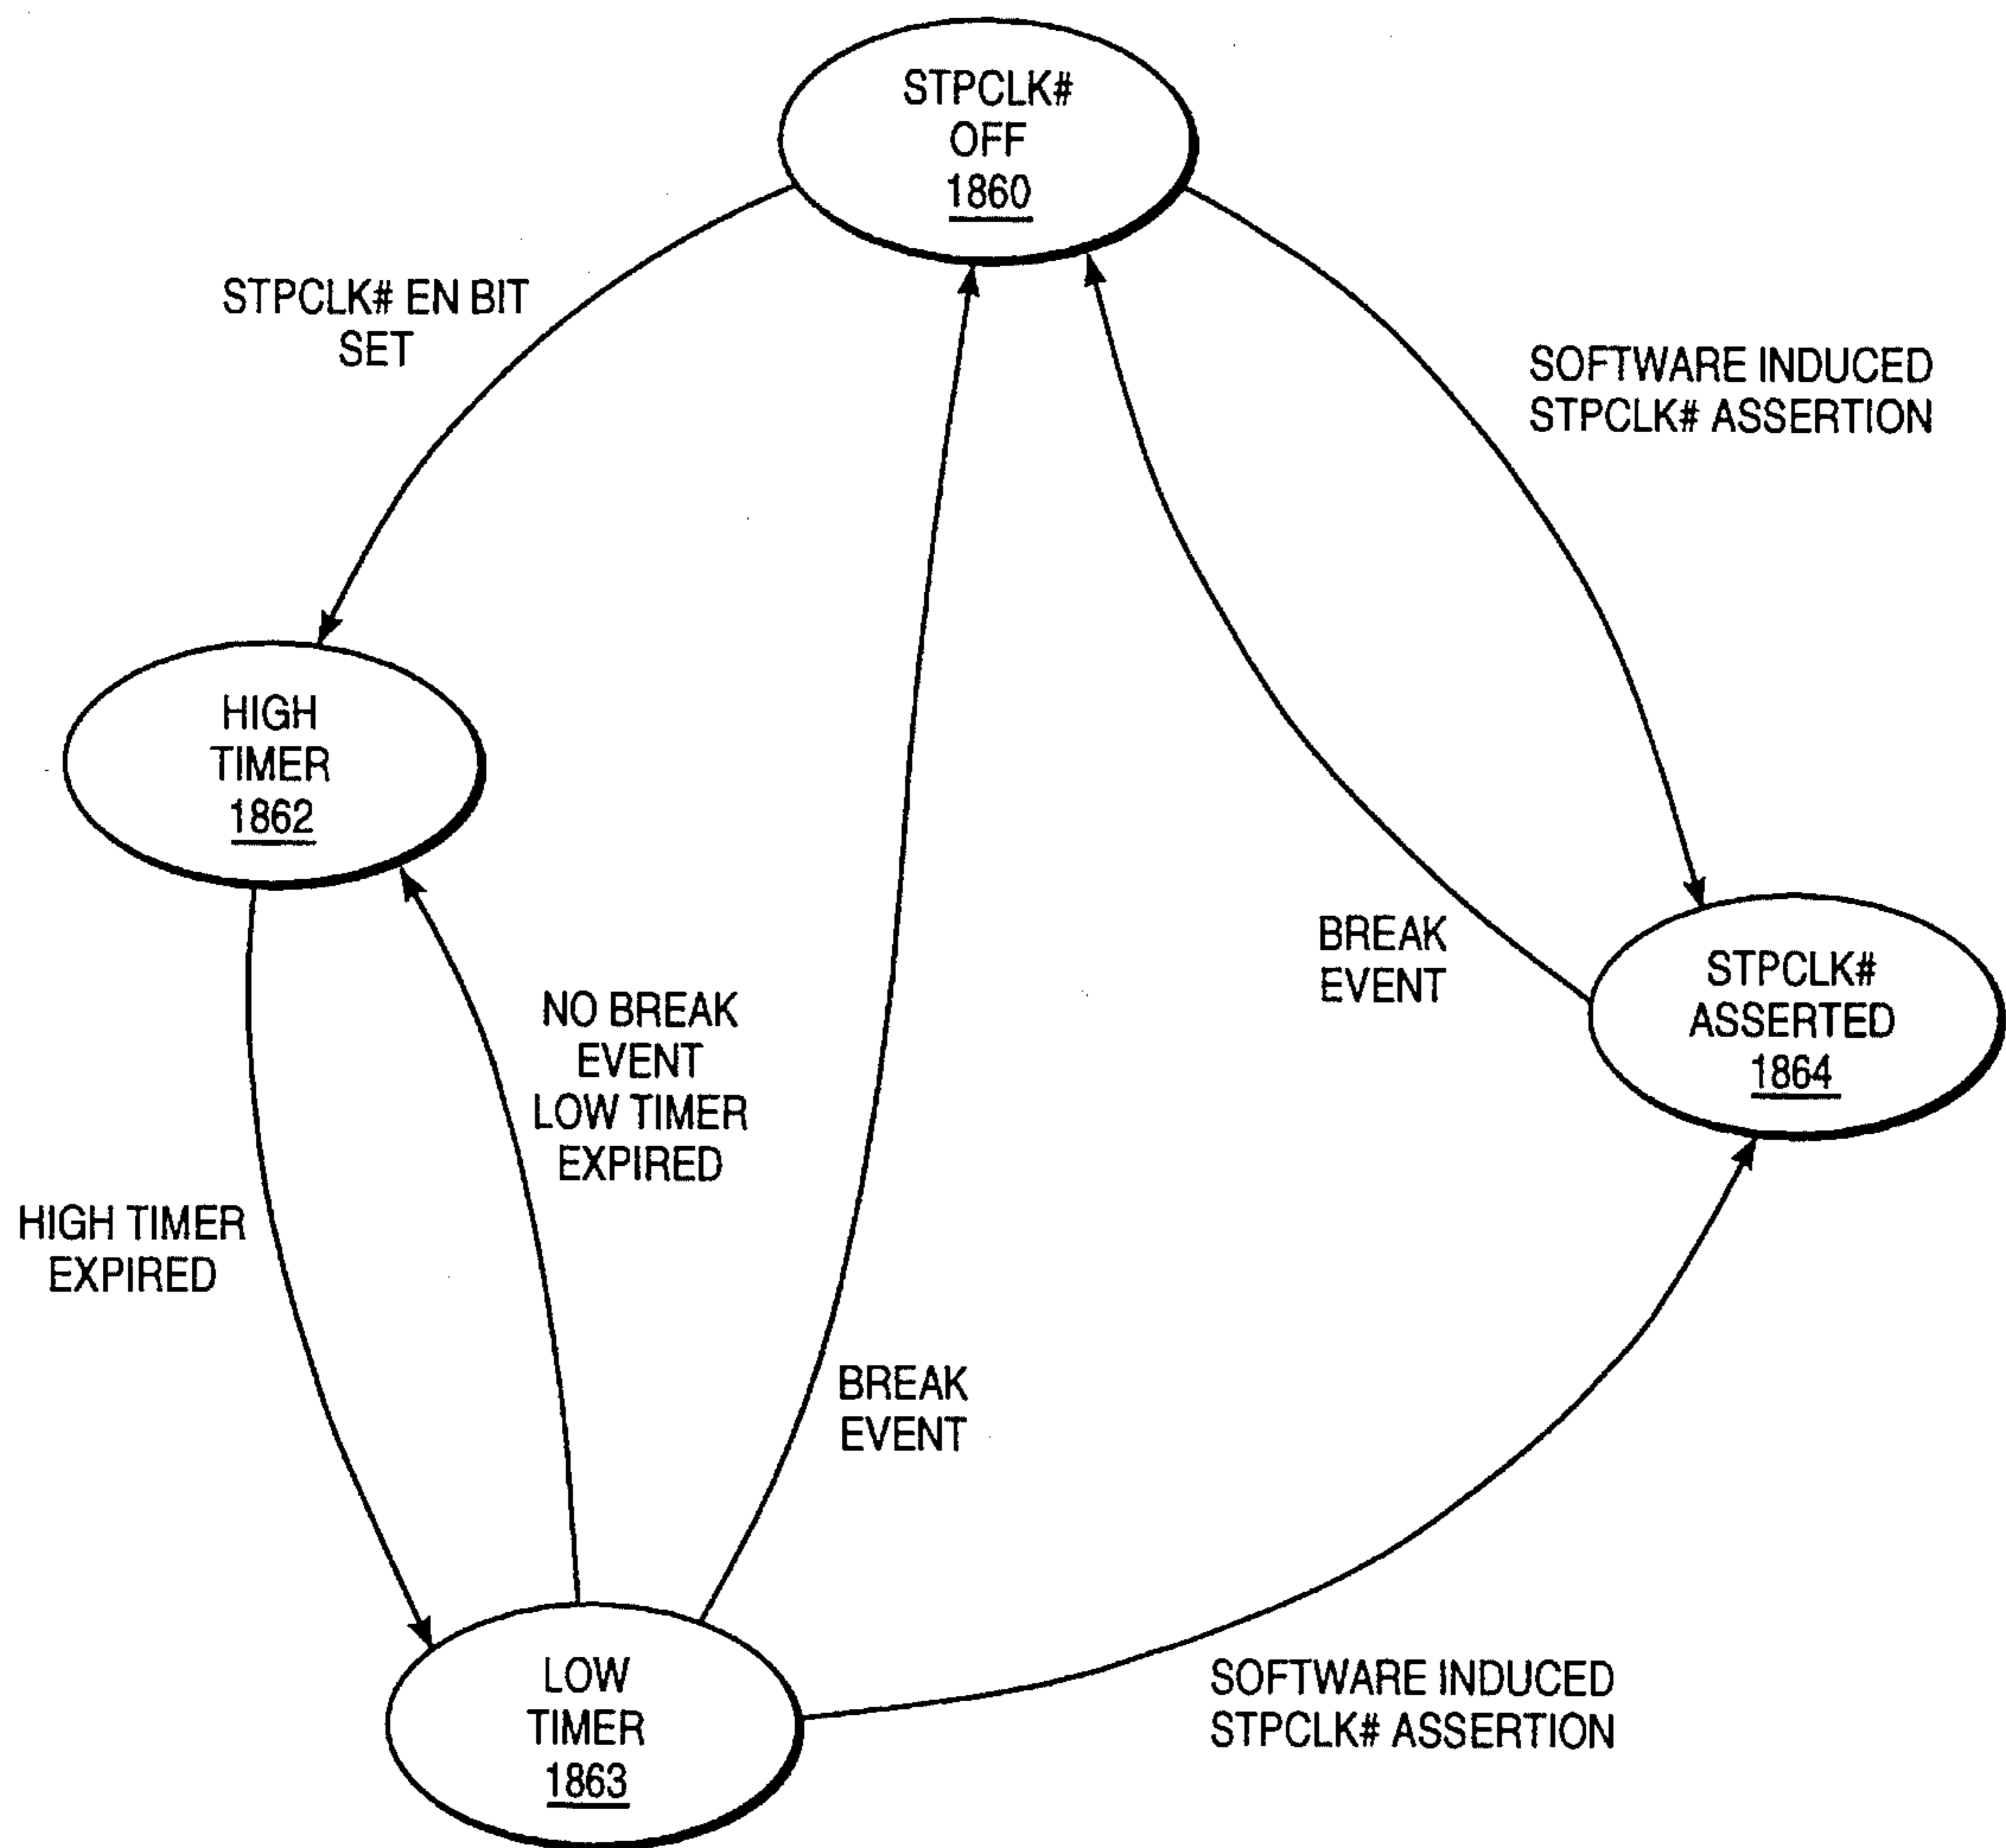 STPCLK#
OFF
1860
STPCLK# EN BIT
SET
SOFTWARE INDUCED
STPCLK# ASSERTION
HIGH
TIMER
1862
BREAK
EVENT
STPCLK#
ASSERTED
1864
NO BREAK
EVENT
LOW TIMER
EXPIRED
HIGH TIMER
EXPIRED
BREAK
EVENT
LOW
TIMER
1863
SOFTWARE INDUCED
STPCLK# ASSERTION